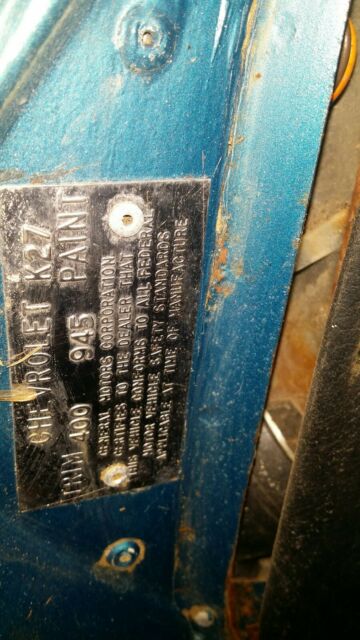 CHEVROLET K27
TRIM 400 945 PAINT
GENERAL MOTORS CORPORATION
CERTIFIES TO THE DEALER THAT
THIS VEHICLE CONFORMS TO ALL FEDERAL
MOTOR VEHICLE SAFETY STANDARDS
APPLICABLE AT TIME OF MANUFACTURE